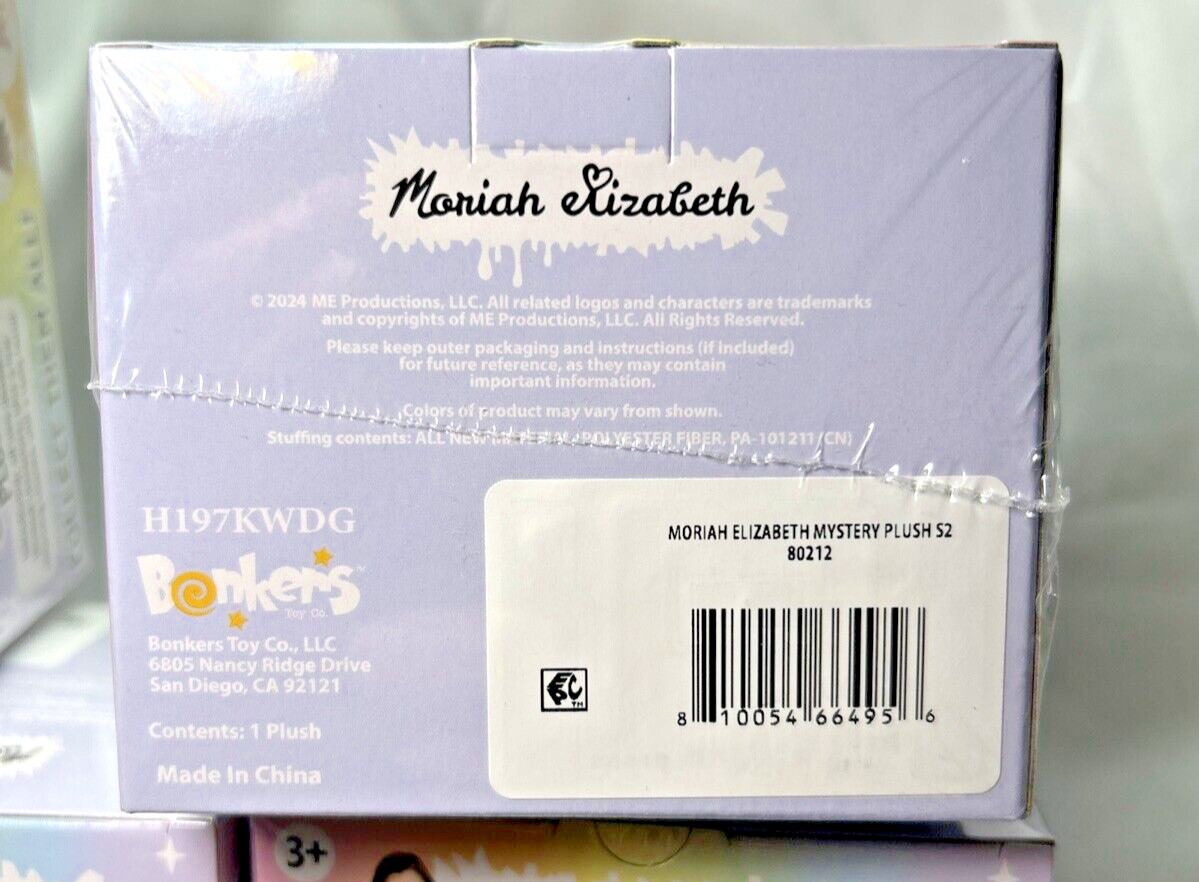 Moriah Elizabeth
© 2024 ME Productions, LLC. All related logos and characters are trademarks
and copyrights of ME Productions, LLC. All Rights Reserved.
Please keep outer packaging and instructions (if included)
for future reference, as they may contain
important information.
Colors of product may vary from shown.
Stuffing contents: ALL NEW MATERIAL, POLYESTER FIBER, PA-101211 (CN)
H197KWDG
Bonkers™
Toy Co.
Bonkers Toy Co., LLC
6805 Nancy Ridge Drive
San Diego, CA 92121
Contents: 1 Plush
Made In China
MORIAH ELIZABETH MYSTERY PLUSH S2
80212
TM
8 10054 66495 6
3+